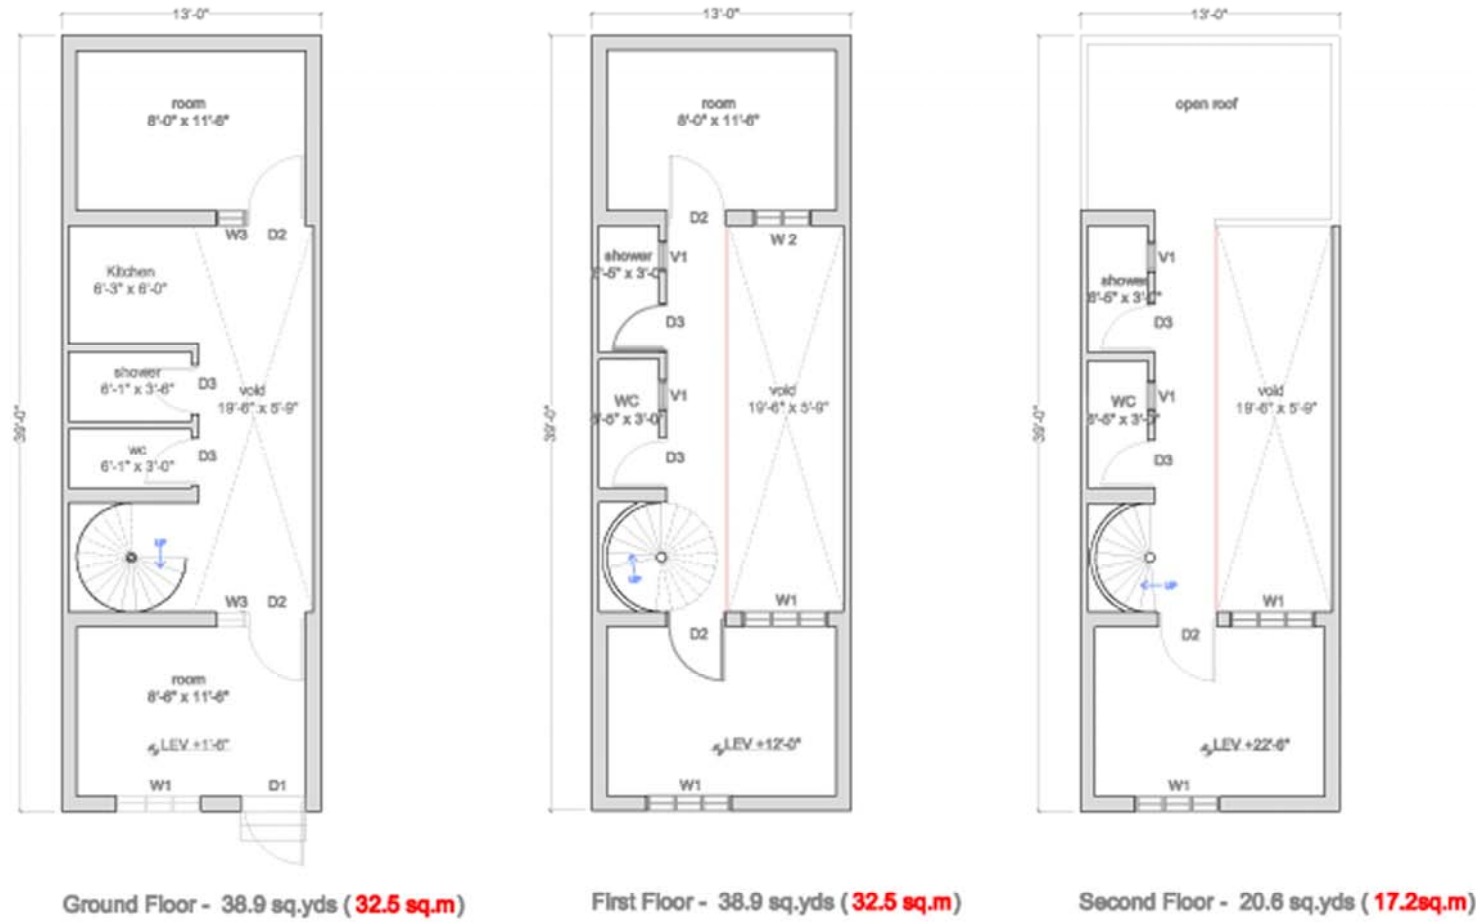 13'-0"
39'-0"
room
8'-0" x 11'-6"
W3 D2
Kitchen
6'-3" x 6'-0"
shower
6'-1" x 3'-6"
D3
void
19'-6" x 5'-9"
wc
6'-1" x 3'-0"
D3
UP
W3 D2
room
8'-6" x 11'-6"
LEV +1'-6"
W1 D1
Ground Floor - 38.9 sq.yds ( 32.5 sq.m )
13'-0"
39'-0"
room
8'-0" x 11'-6"
D2
W 2
shower
V1
D3
WC
V1
void
19'-6" x 5'-9"
D3
UP
W1
D2
LEV +12'-0"
W1
First Floor - 38.9 sq.yds ( 32.5 sq.m )
13'-0"
39'-0"
open roof
V1
shower
D3
WC
V1
void
19'-6" x 5'-9"
D3
UP
W1
D2
LEV +22'-6"
W1
Second Floor - 20.6 sq.yds ( 17.2sq.m )